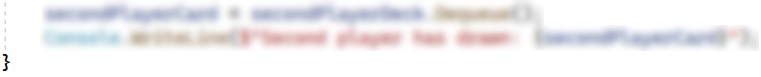 secondPlayerCard = secondPlayerDeck.Dequeue();
Console.WriteLine($"Second player has drawn: {secondPlayerCard}");
}